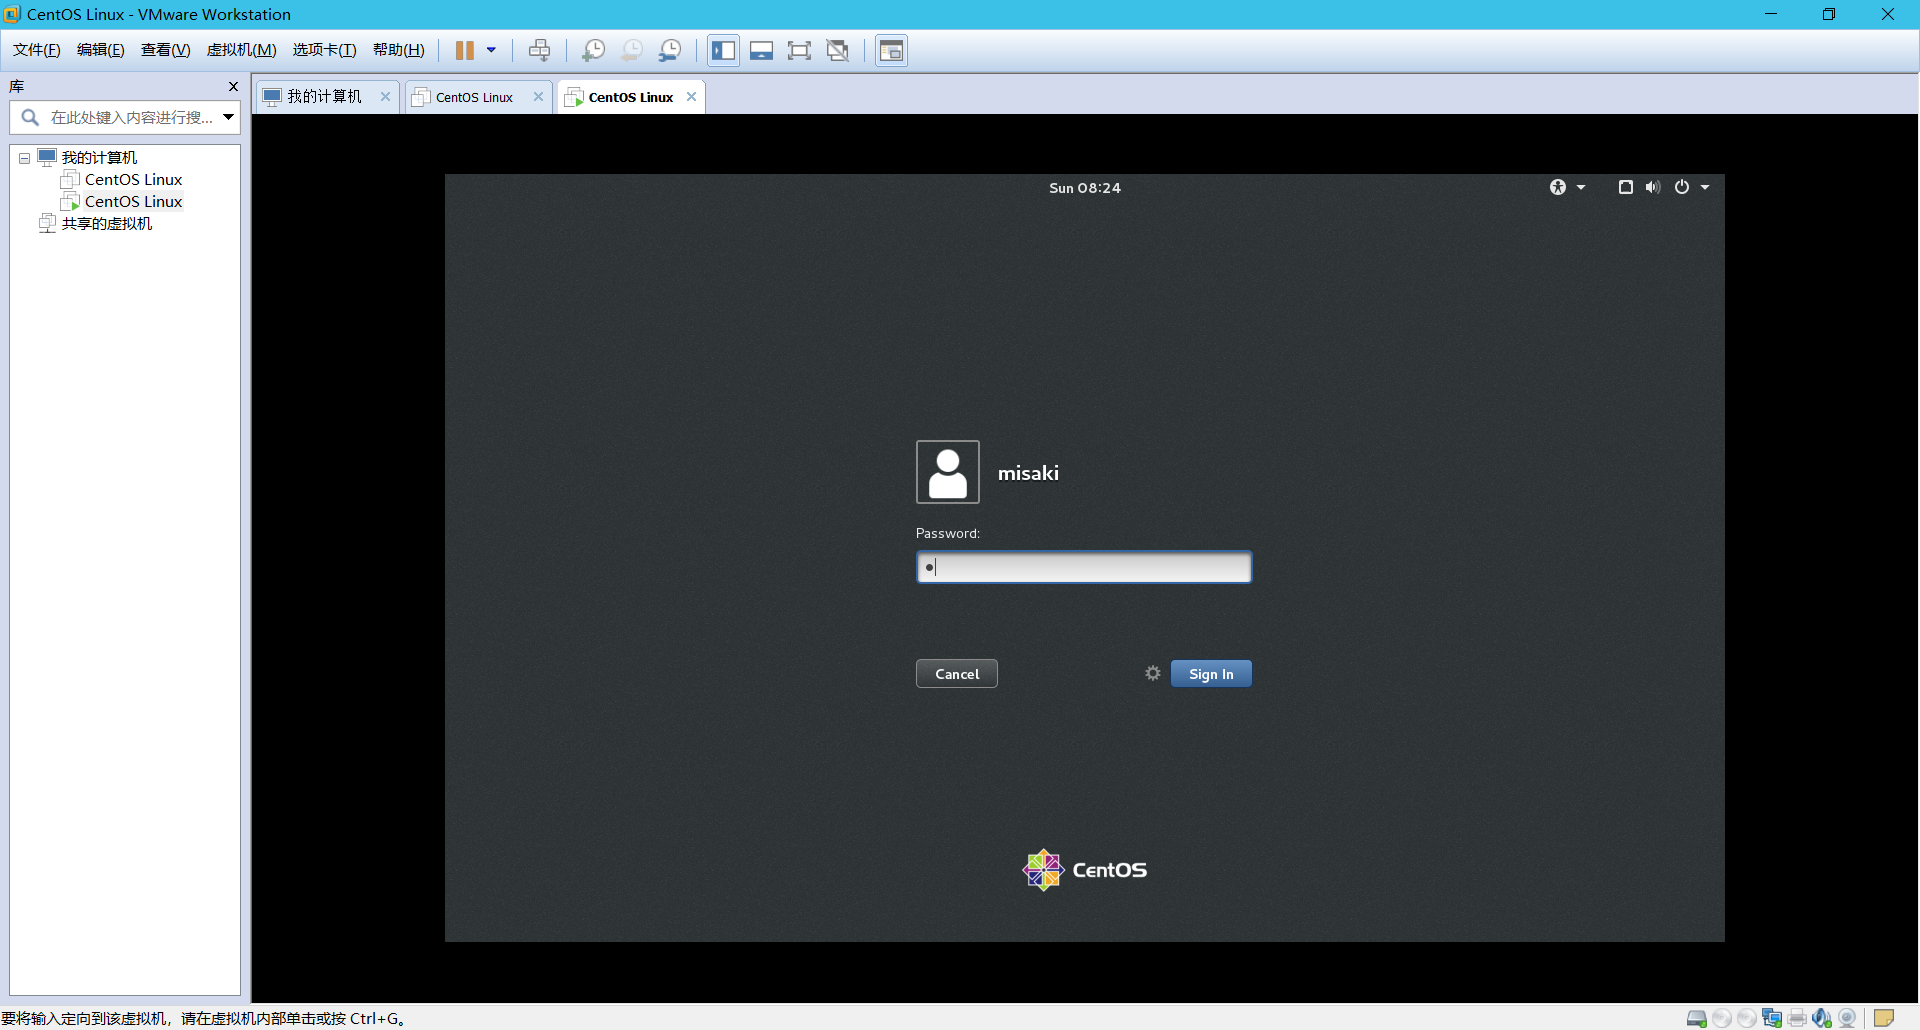 CentOS Linux - VMware Workstation
文件(F) 编辑(E) 查看(V) 虚拟机(M) 选项卡(T) 帮助(H)
库
在此处键入内容进行搜...
我的计算机
CentOS Linux
CentOS Linux
共享的虚拟机
我的计算机
CentOS Linux
CentOS Linux
Sun 08:24
misaki
Password:
Cancel
Sign In
CentOS
要将输入定向到该虚拟机，请在虚拟机内部单击或按 Ctrl+G。